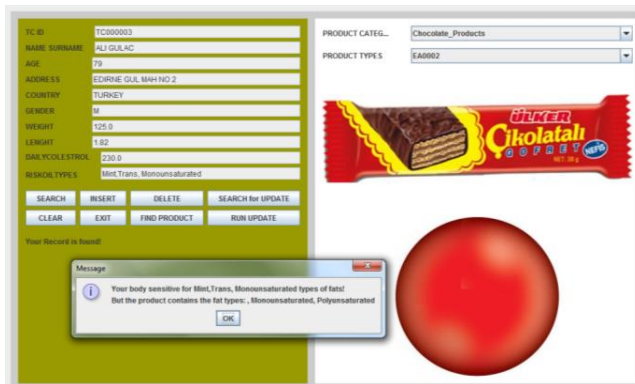 TC ID TC000003
NAME SURNAME ALI GULAC
AGE 79
ADDRESS EDIRNE GUL MAH NO 2
COUNTRY TURKEY
GENDER M
WEIGHT 125.0
LENGHT 1.82
DAILYCOLESTROL 230.0
RISKOILTYPES Mint,Trans, Monounsaturated
SEARCH INSERT DELETE SEARCH for UPDATE
CLEAR EXIT FIND PRODUCT RUN UPDATE
Your Record is found!
PRODUCT CATEG... Chocolate_Products
PRODUCT TYPES EA0002
ÜLKER
Çikolatalı
GOFRET
NEFİS
NET: 38 g
Message
Your body sensitive for Mint,Trans, Monounsaturated types of fats!
But the product contains the fat types: , Monounsaturated, Polyunsaturated
OK